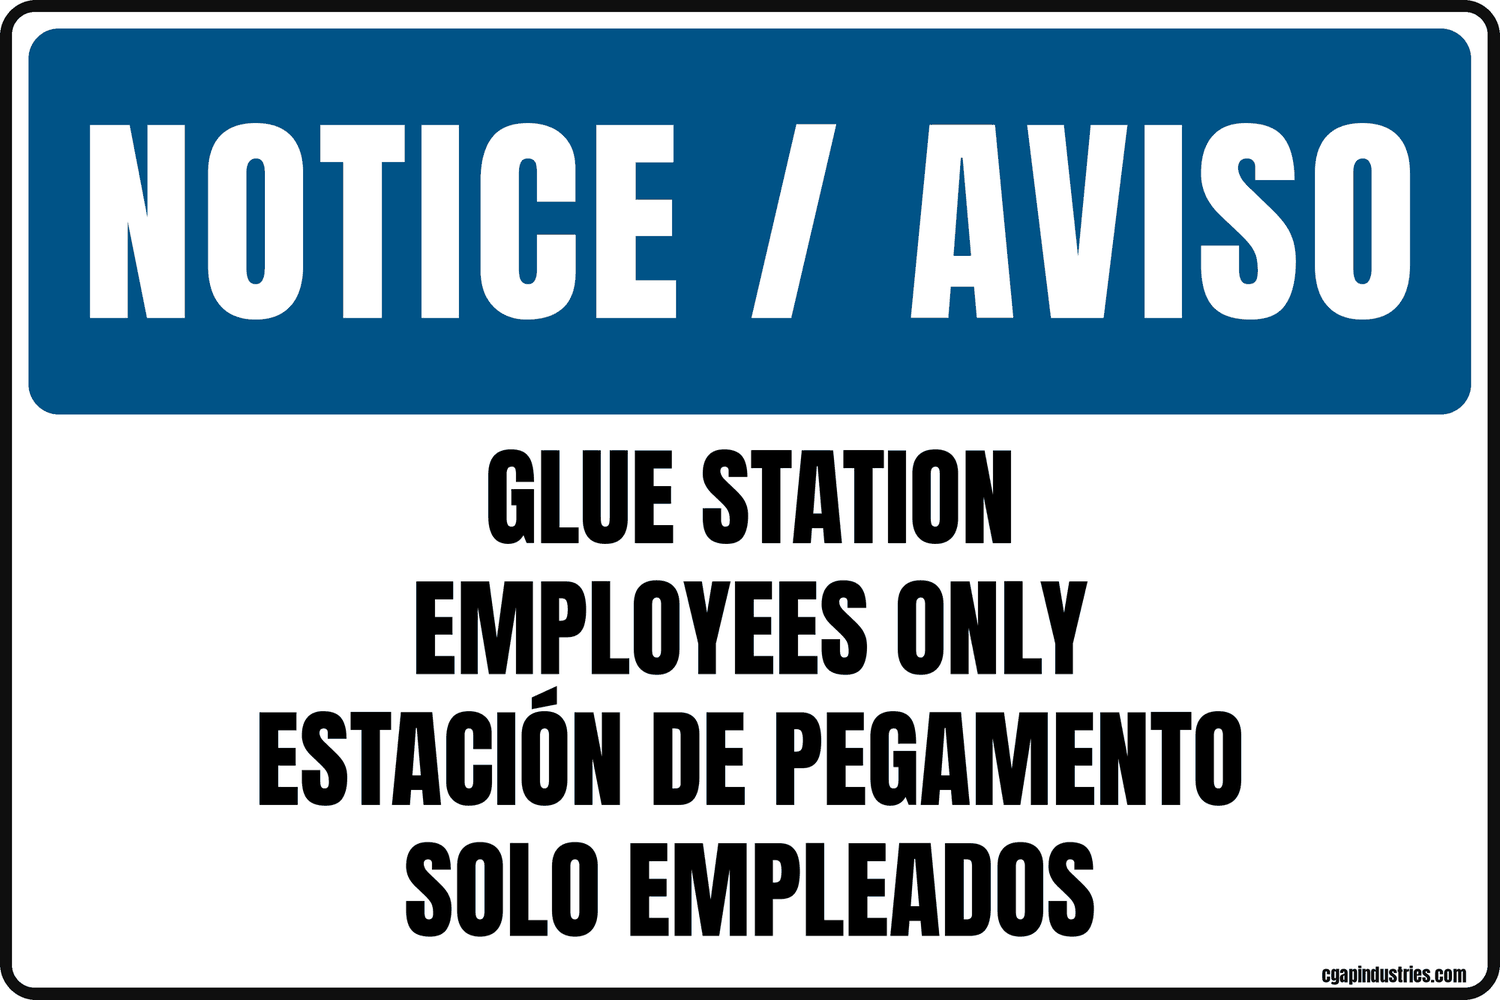 NOTICE / AVISO
GLUE STATION
EMPLOYEES ONLY
ESTACIÓN DE PEGAMENTO
SOLO EMPLEADOS
cgapindustries.com